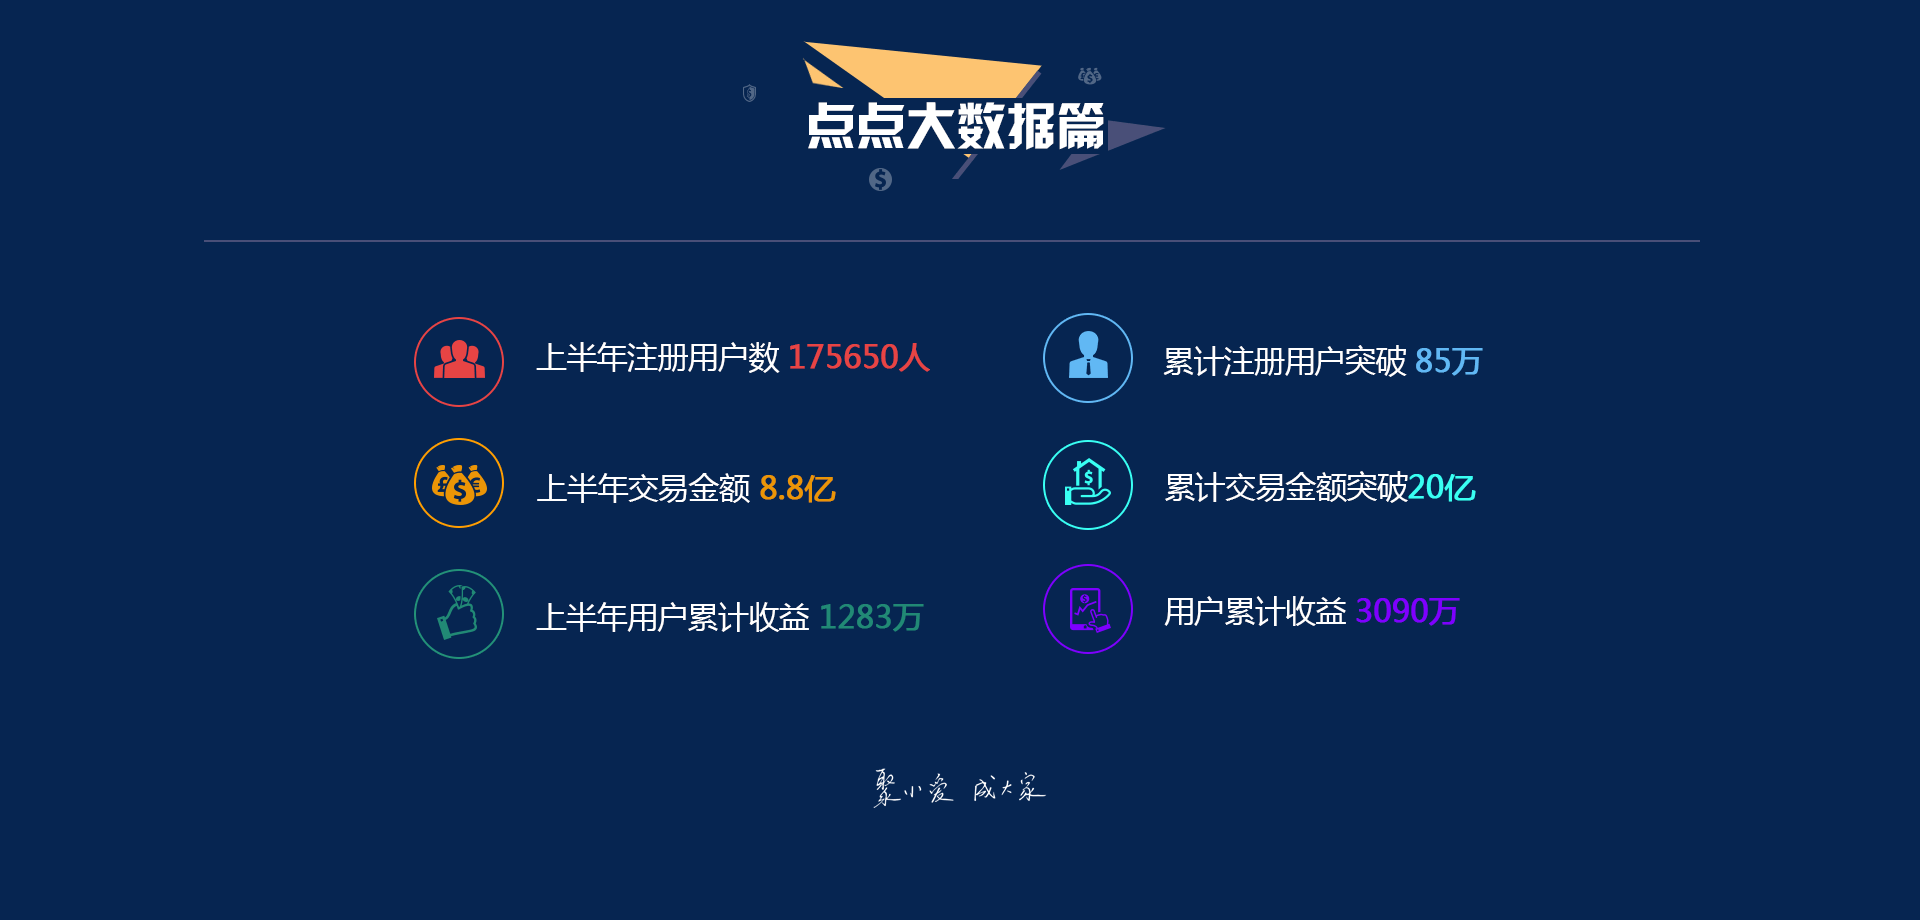 点点大数据篇
上半年注册用户数 175650人
累计注册用户突破 85万
上半年交易金额 8.8亿
累计交易金额突破20亿
上半年用户累计收益 1283万
用户累计收益 3090万
聚小爱 成大家